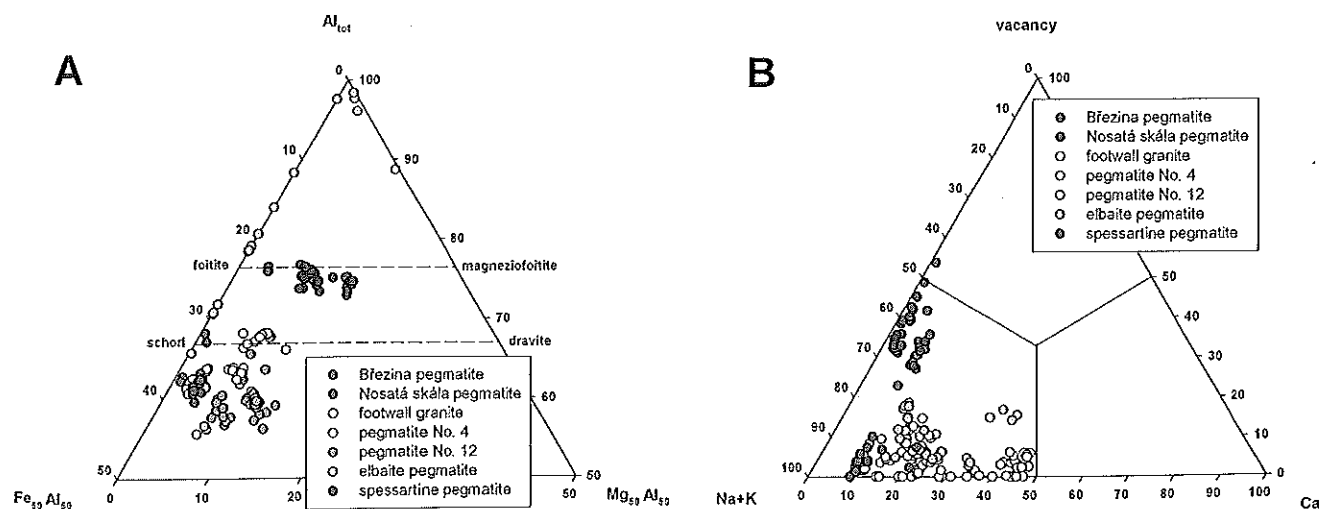 A
Al_tot
0 100
10 90
20 80
foitite magneziofoitite
30 70
schorl dravite
40 60
50 50
0 10 20 50
Fe50Al50 Mg50Al50
Březina pegmatite
Nosatá skála pegmatite
footwall granite
pegmatite No. 4
pegmatite No. 12
elbaite pegmatite
spessartine pegmatite
B
vacancy
0 100
10
20
30
40
50 50
60 40
70 30
80 20
90 10
100 0
0 10 20 30 40 50 60 70 80 90 100
Na+K Ca
Březina pegmatite
Nosatá skála pegmatite
footwall granite
pegmatite No. 4
pegmatite No. 12
elbaite pegmatite
spessartine pegmatite